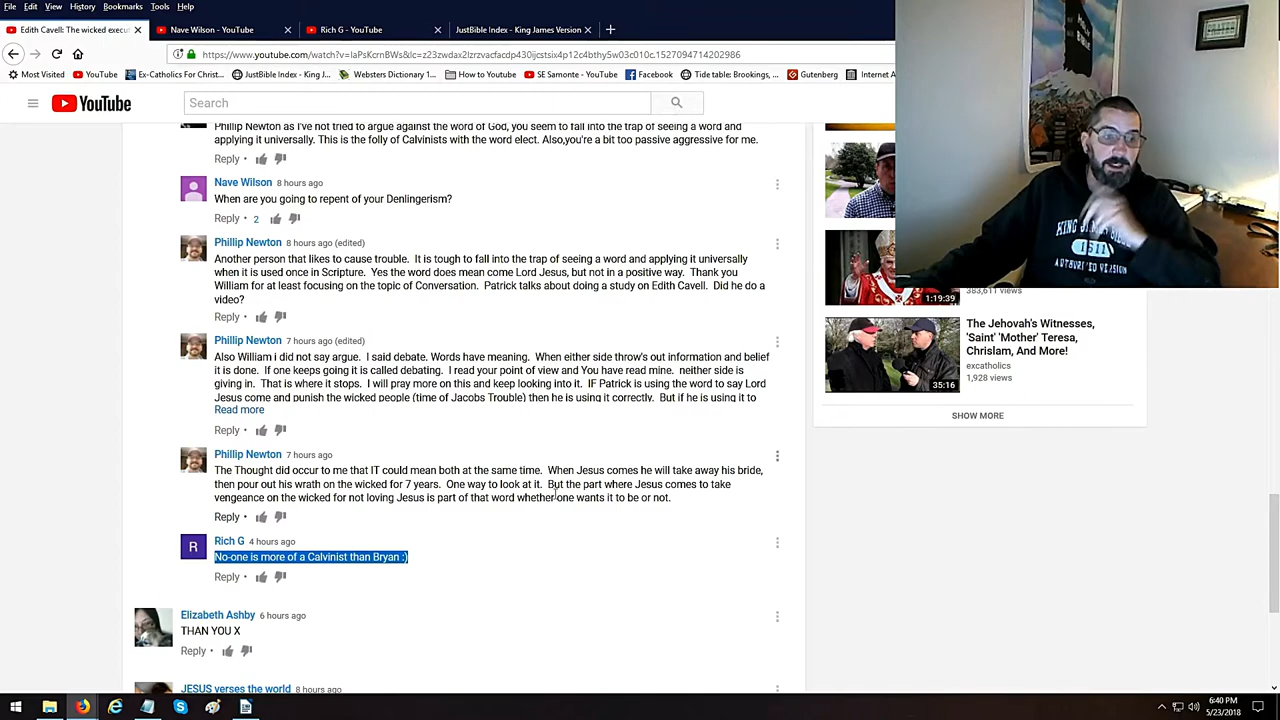 File Edit View History Bookmarks Tools Help
Edith Cavell: The wicked execut
Nave Wilson - YouTube
Rich G - YouTube
JustBible Index - King James Version
https://www.youtube.com/watch?v=IaPsKcrnBWs&lc=z23zwdax2lzrzvacfacdp430ijcstsix4p12c4bthy5w03c010c.1527094714202986
Most Visited YouTube Ex-Catholics For Christ... JustBible Index - King J... Websters Dictionary 1... How to Youtube SE Samonte - YouTube Facebook Tide table: Brookings, ... Gutenberg Internet A
YouTube
Search
Phillip Newton as I've not tried to argue against the word of God, you seem to fall into the trap of seeing a word and
applying it universally. This is the folly of Calvinists with the word elect. Also,you're a bit too passive aggressive for me.
Reply
Nave Wilson 8 hours ago
When are you going to repent of your Denlingerism?
Reply 2
Phillip Newton 8 hours ago (edited)
Another person that likes to cause trouble. It is tough to fall into the trap of seeing a word and applying it universally
when it is used once in Scripture. Yes the word does mean come Lord Jesus, but not in a positive way. Thank you
William for at least focusing on the topic of Conversation. Patrick talks about doing a study on Edith Cavell. Did he do a
video?
Reply
Phillip Newton 7 hours ago (edited)
Also William i did not say argue. I said debate. Words have meaning. When either side throw's out information and belief
it is done. If one keeps going it is called debating. I read your point of view and You have read mine. neither side is
giving in. That is where it stops. I will pray more on this and keep looking into it. IF Patrick is using the word to say Lord
Jesus come and punish the wicked people (time of Jacobs Trouble) then he is using it correctly. But if he is using it to
Read more
Reply
Phillip Newton 7 hours ago
The Thought did occur to me that IT could mean both at the same time. When Jesus comes he will take away his bride,
then pour out his wrath on the wicked for 7 years. One way to look at it. But the part where Jesus comes to take
vengeance on the wicked for not loving Jesus is part of that word whether one wants it to be or not.
Reply
R
Rich G 4 hours ago
No-one is more of a Calvinist than Bryan :)
Reply
Elizabeth Ashby 6 hours ago
THAN YOU X
Reply
JESUS verses the world 8 hours ago
1:19:39
383,611 views
The Jehovah's Witnesses,
'Saint' 'Mother' Teresa,
Chrislam, And More!
excatholics
1,928 views
35:16
SHOW MORE
KING JAMES BIBLE
1611
AUTHORIZED VERSION
6:40 PM
5/23/2018